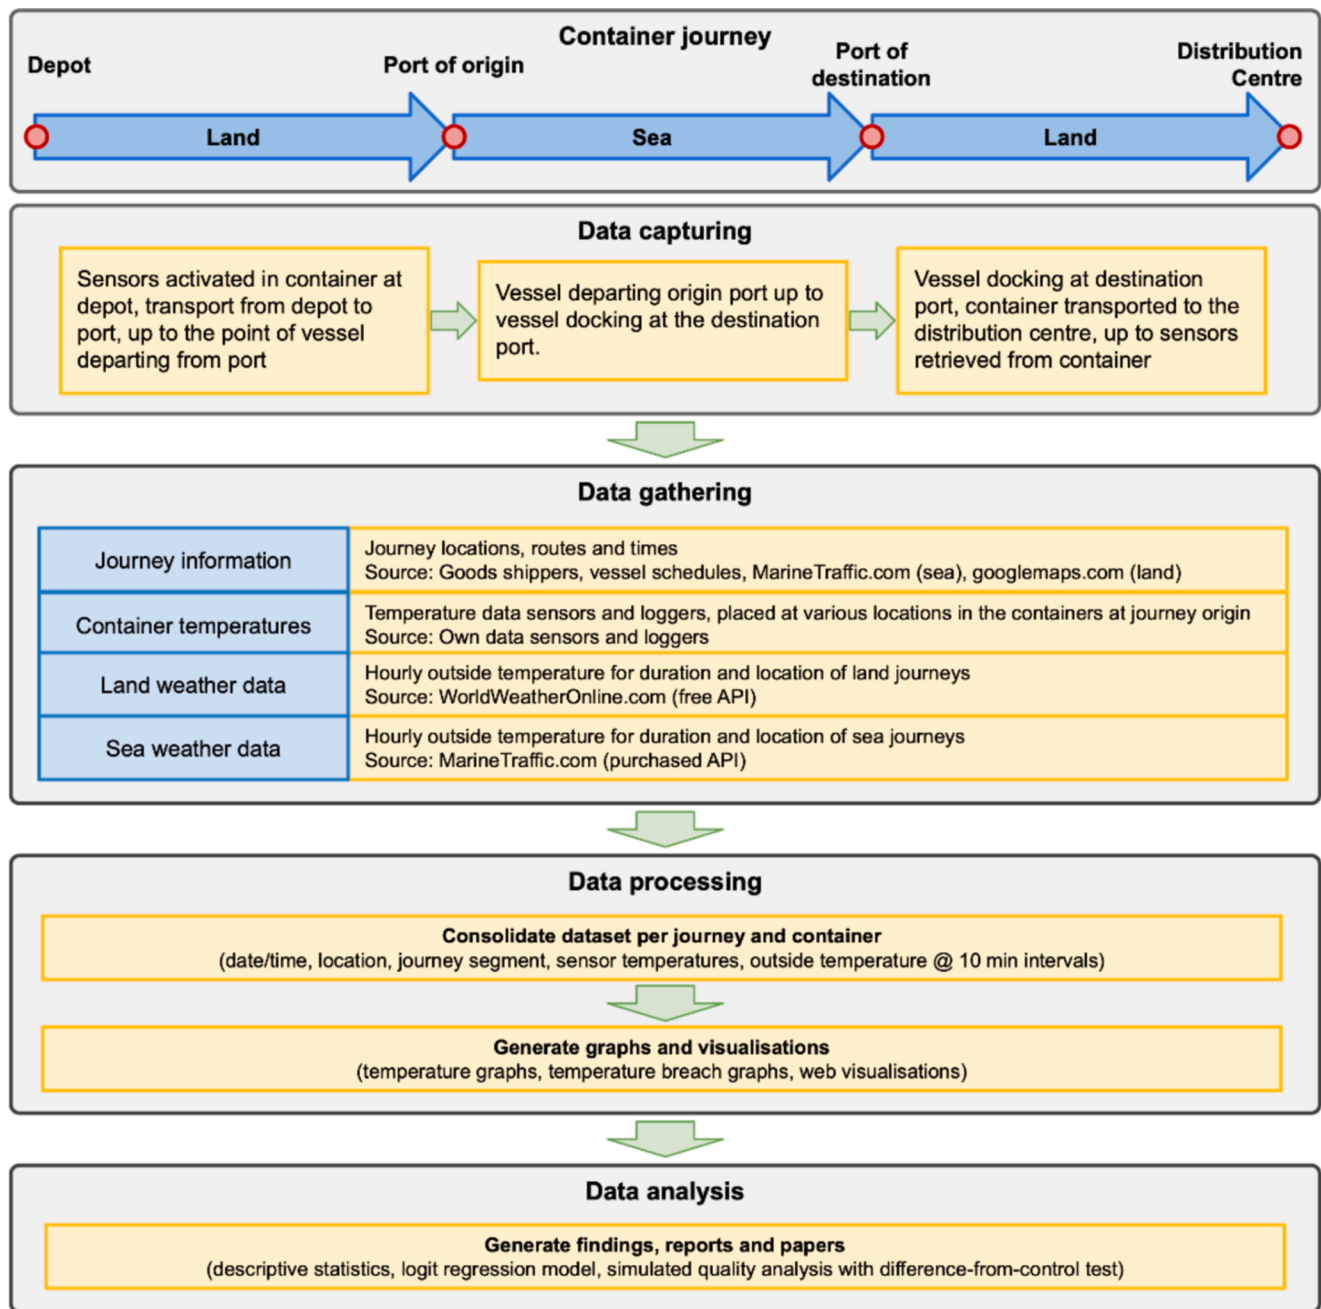 Container journey
Depot
Port of origin
Port of
destination
Distribution
Centre
Land
Sea
Land
Data capturing
Sensors activated in container at
depot, transport from depot to
port, up to the point of vessel
departing from port
Vessel departing origin port up to
vessel docking at the destination
port.
Vessel docking at destination
port, container transported to the
distribution centre, up to sensors
retrieved from container
Data gathering
Journey information
Journey locations, routes and times
Source: Goods shippers, vessel schedules, MarineTraffic.com (sea), googlemaps.com (land)
Container temperatures
Temperature data sensors and loggers, placed at various locations in the containers at journey origin
Source: Own data sensors and loggers
Land weather data
Hourly outside temperature for duration and location of land journeys
Source: WorldWeatherOnline.com (free API)
Sea weather data
Hourly outside temperature for duration and location of sea journeys
Source: MarineTraffic.com (purchased API)
Data processing
Consolidate dataset per journey and container
(date/time, location, journey segment, sensor temperatures, outside temperature @ 10 min intervals)
Generate graphs and visualisations
(temperature graphs, temperature breach graphs, web visualisations)
Data analysis
Generate findings, reports and papers
(descriptive statistics, logit regression model, simulated quality analysis with difference-from-control test)